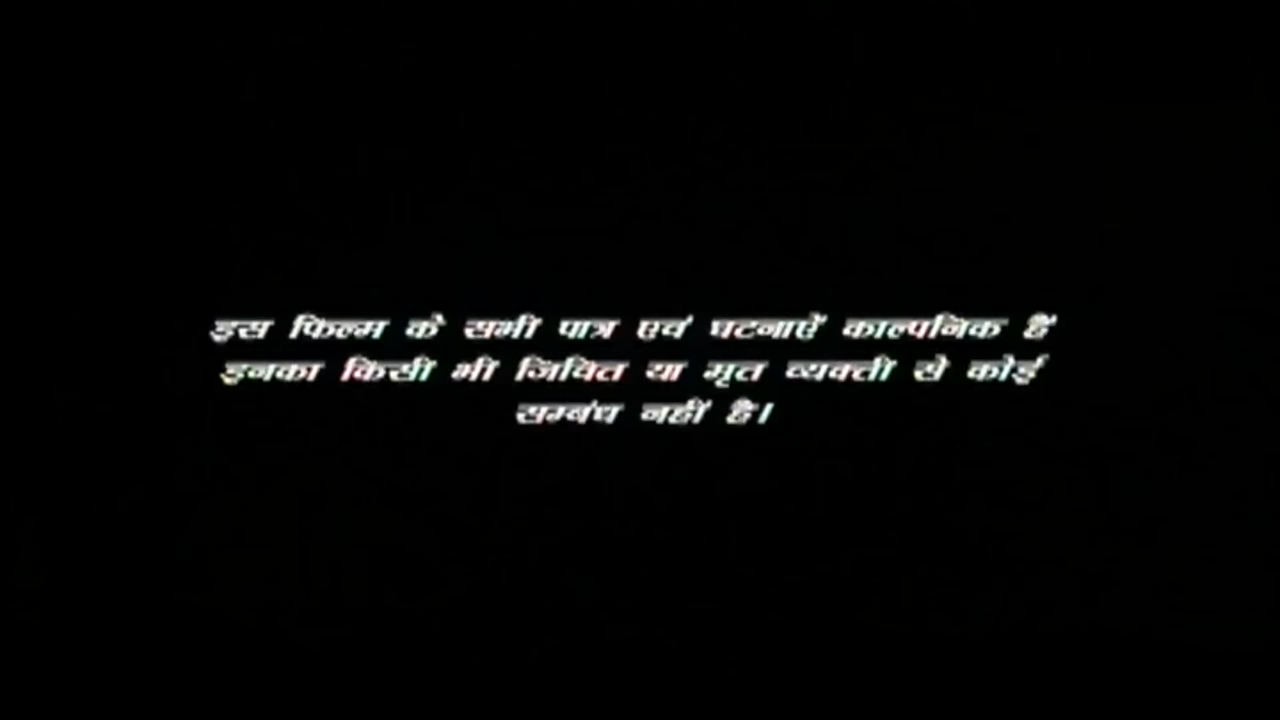 इस फिल्म के सभी पात्र एवं घटनाऐं काल्पनिक हैं
इनका किसी भी जिवित या मृत व्यक्ती से कोई
सम्बंध नहीं है।